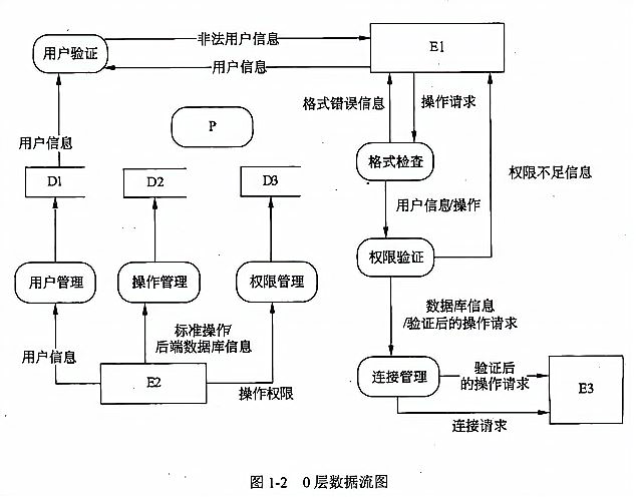 非法用户信息
用户验证
E1
用户信息
格式错误信息
操作请求
P
用户信息
格式检查
权限不足信息
D1
D2
D3
用户信息/操作
权限验证
用户管理
操作管理
权限管理
数据库信息
/验证后的操作请求
标准操作/
后端数据库信息
用户信息
E2
操作权限
连接管理
验证后
的操作请求
E3
连接请求
图 1-2 0 层数据流图